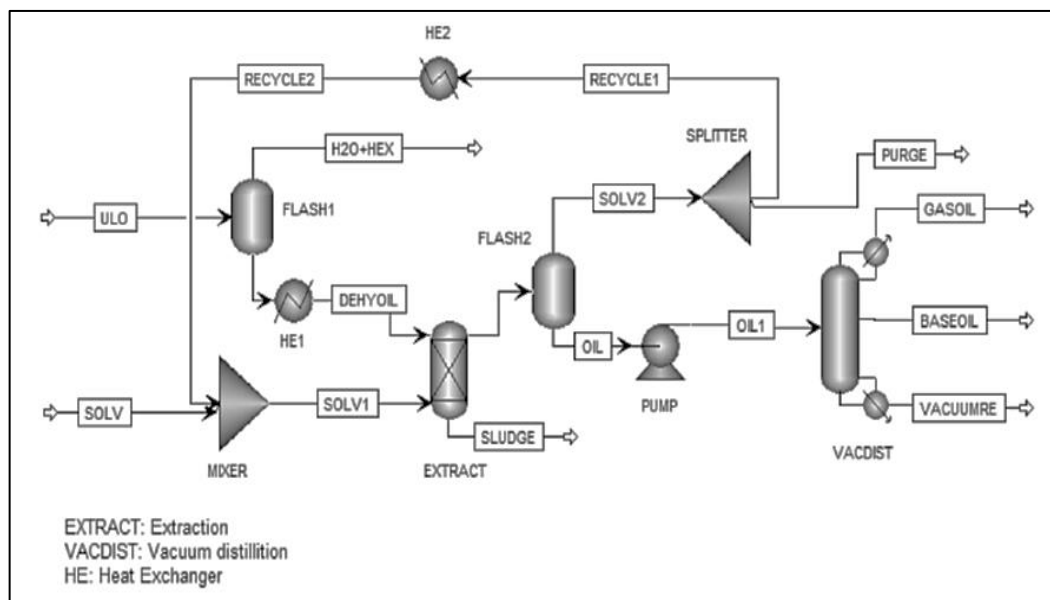 HE2
RECYCLE2
RECYCLE1
SPLITTER
H2O+HEX
PURGE
ULO
FLASH1
SOLV2
GASOIL
FLASH2
DEHYOIL
HE1
OIL
OIL1
BASEOIL
SOLV
SOLV1
PUMP
VACUUMRE
SLUDGE
MIXER
EXTRACT
VACDIST
EXTRACT: Extraction
VACDIST: Vacuum distillition
HE: Heat Exchanger